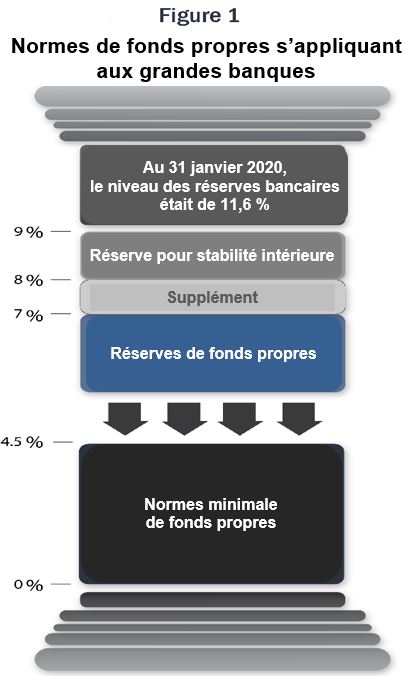 Figure 1
Normes de fonds propres s’appliquant
aux grandes banques
Au 31 janvier 2020,
le niveau des réserves bancaires
était de 11,6 %
9 %
Réserve pour stabilité intérieure
8 %
Supplément
7 %
Réserves de fonds propres
4.5 %
Normes minimale
de fonds propres
0 %